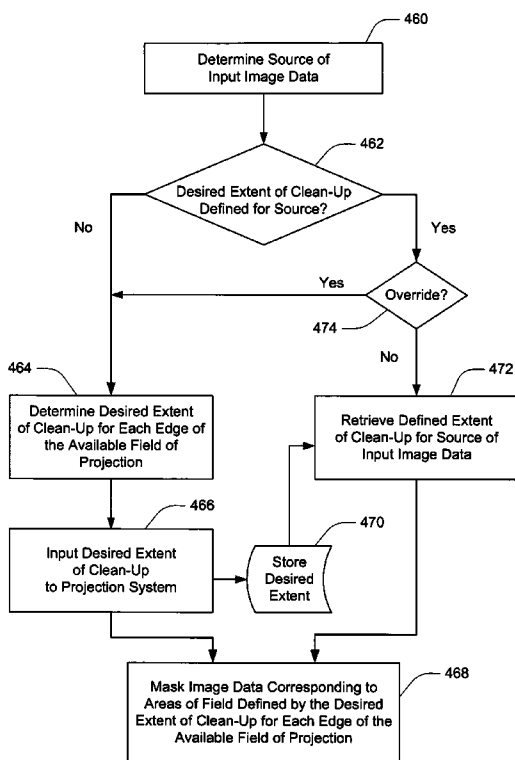 460
Determine Source of
Input Image Data
462
Desired Extent of Clean-Up
Defined for Source?
No
Yes
Yes
Override?
474
No
464
472
Determine Desired Extent
of Clean-Up for Each Edge of
the Available Field of
Projection
Retrieve Defined Extent
of Clean-Up for Source of
Input Image Data
466
470
Input Desired Extent
of Clean-Up
to Projection System
Store
Desired
Extent
468
Mask Image Data Corresponding to
Areas of Field Defined by the Desired
Extent of Clean-Up for Each Edge of the
Available Field of Projection